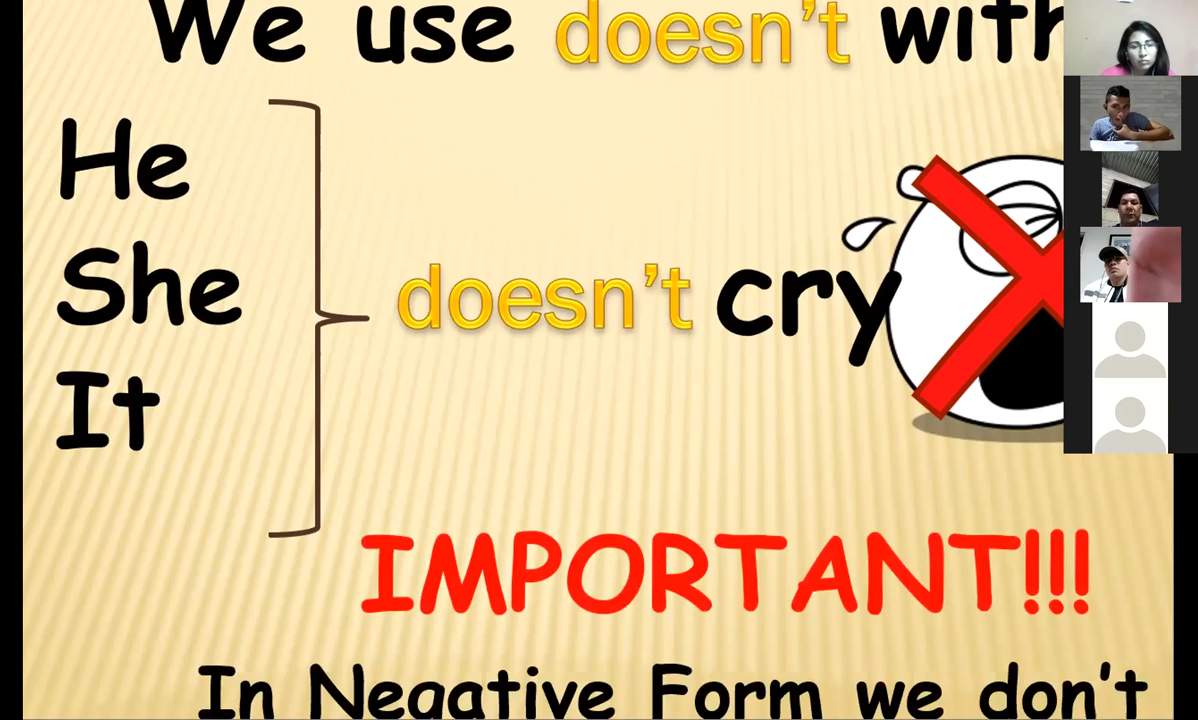 We use doesn't with
He
She
doesn't cry
It
IMPORTANT!!!
In Negative Form we don't